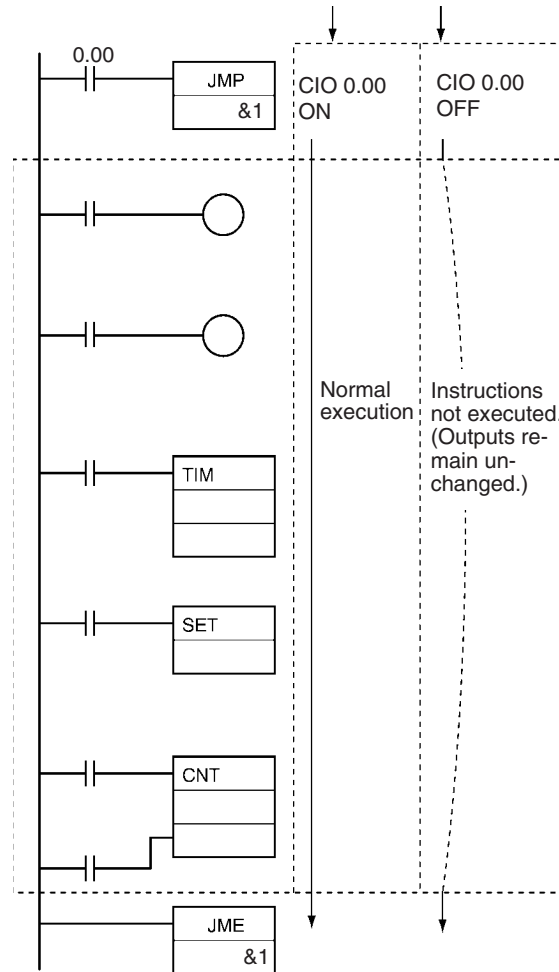 0.00
JMP
&1
CIO 0.00
ON
CIO 0.00
OFF
Normal
execution
Instructions
not executed.
(Outputs re-
main un-
changed.)
TIM
SET
CNT
JME
&1